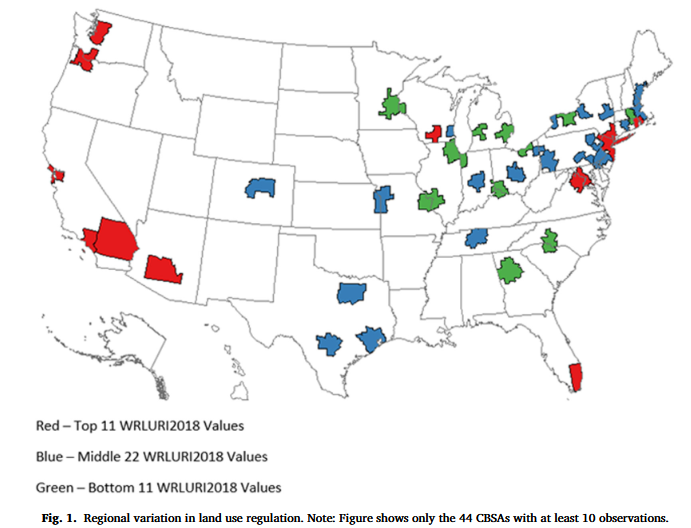 Red – Top 11 WRLURI2018 Values
Blue – Middle 22 WRLURI2018 Values
Green – Bottom 11 WRLURI2018 Values
Fig. 1. Regional variation in land use regulation. Note: Figure shows only the 44 CBSAs with at least 10 observations.